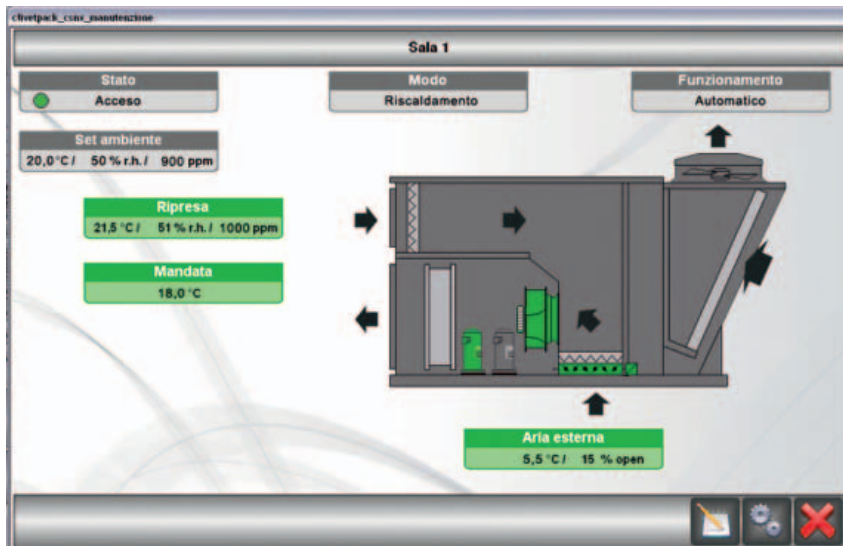 clivetpack_csnx_manutenzione
Sala 1
Stato
Acceso
Modo
Riscaldamento
Funzionamento
Automatico
Set ambiente
20,0°C / 50 % r.h. / 900 ppm
Ripresa
21,5 °C / 51 % r.h. / 1000 ppm
Mandata
18,0 °C
Aria esterna
5,5 °C / 15 % open